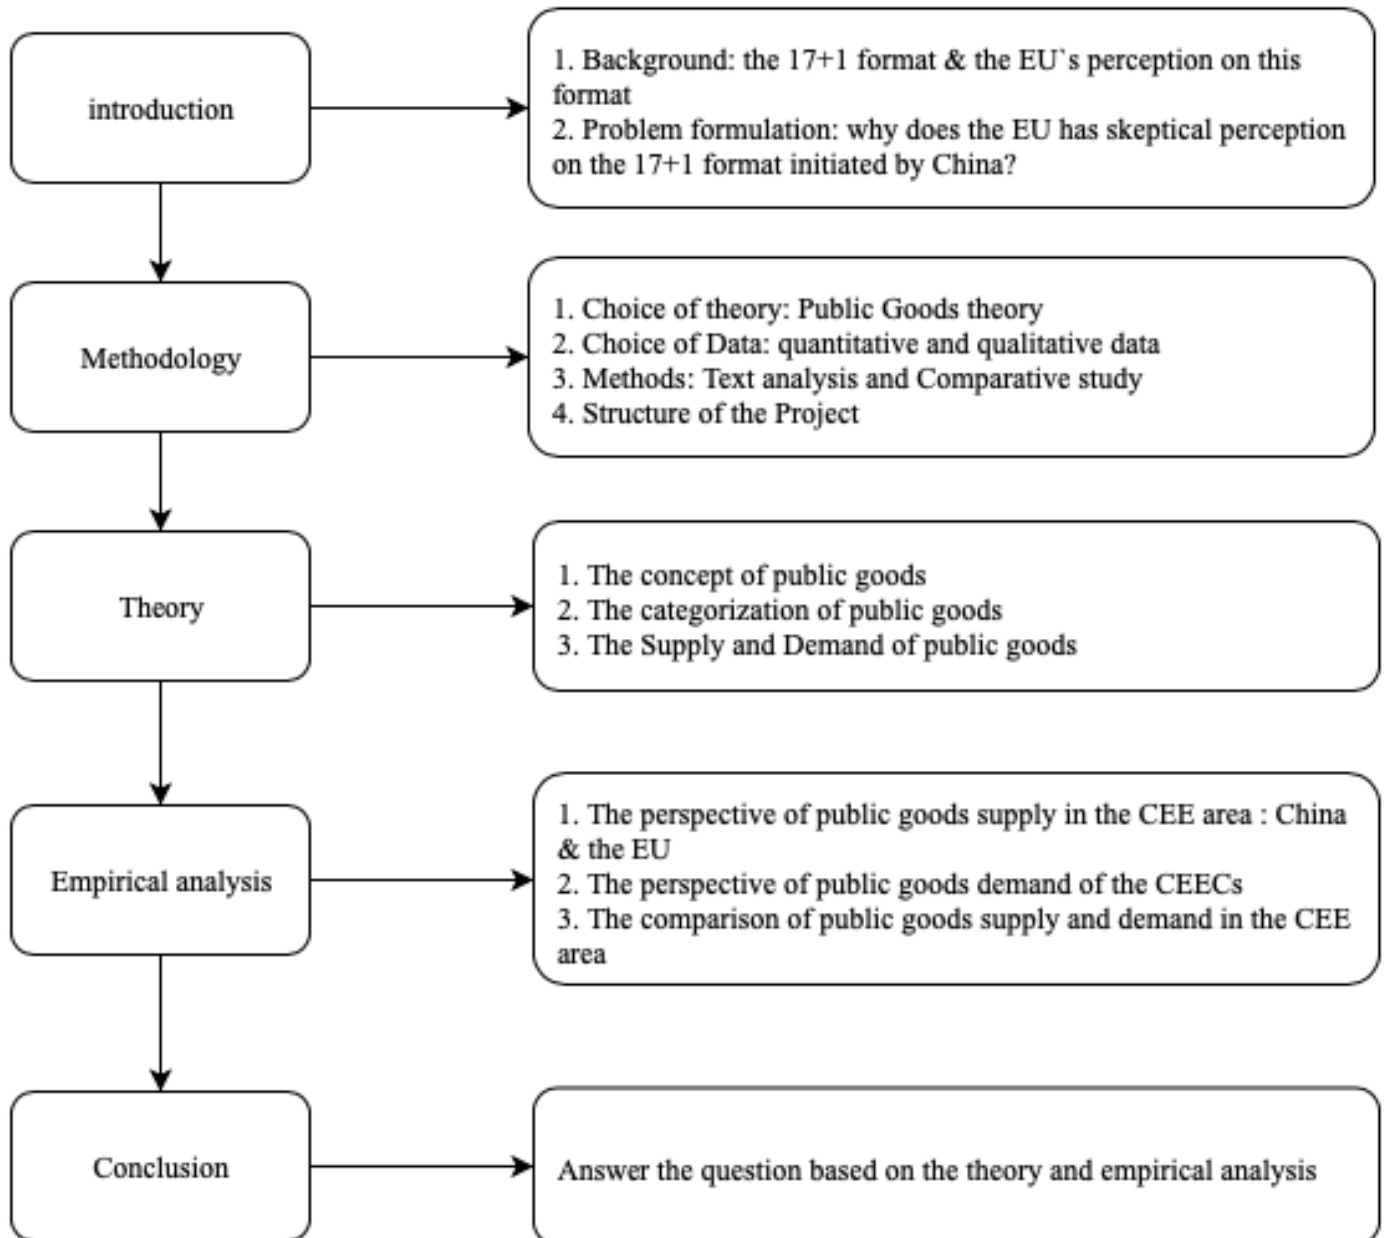 introduction
1. Background: the 17+1 format & the EU`s perception on this
format
2. Problem formulation: why does the EU has skeptical perception
on the 17+1 format initiated by China?
Methodology
1. Choice of theory: Public Goods theory
2. Choice of Data: quantitative and qualitative data
3. Methods: Text analysis and Comparative study
4. Structure of the Project
Theory
1. The concept of public goods
2. The categorization of public goods
3. The Supply and Demand of public goods
Empirical analysis
1. The perspective of public goods supply in the CEE area : China
& the EU
2. The perspective of public goods demand of the CEECs
3. The comparison of public goods supply and demand in the CEE
area
Conclusion
Answer the question based on the theory and empirical analysis